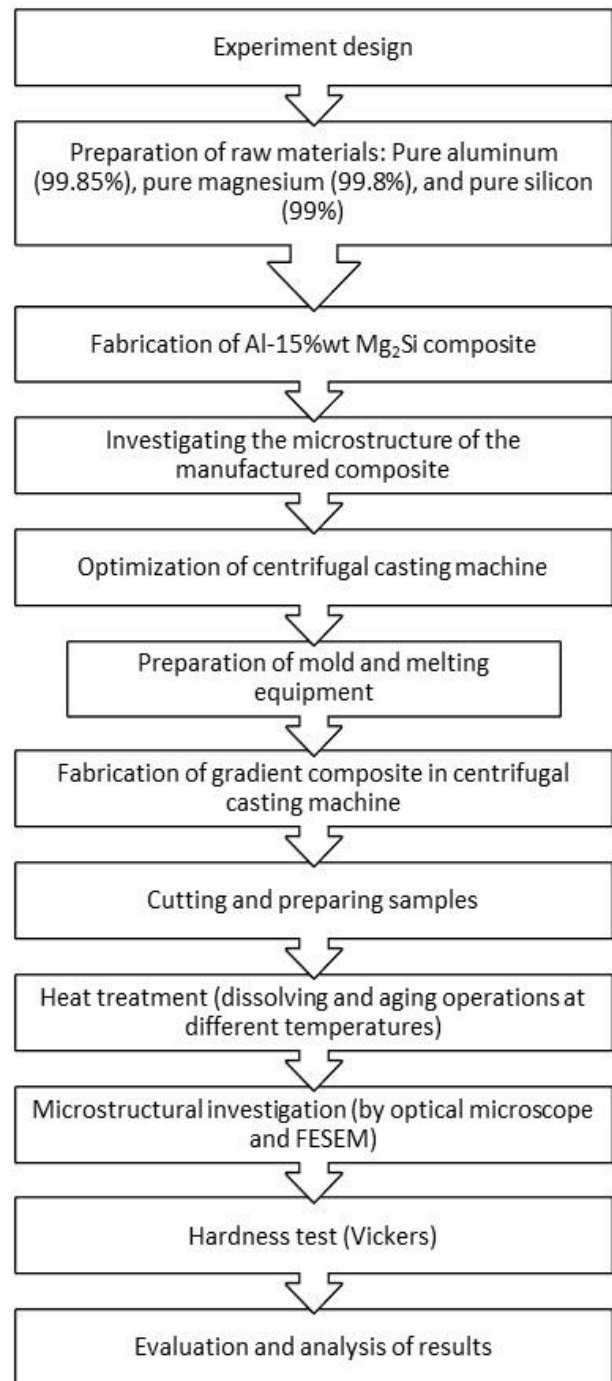 Experiment design
Preparation of raw materials: Pure aluminum
(99.85%), pure magnesium (99.8%), and pure silicon
(99%)
Fabrication of Al-15%wt Mg₂Si composite
Investigating the microstructure of the
manufactured composite
Optimization of centrifugal casting machine
Preparation of mold and melting
equipment
Fabrication of gradient composite in centrifugal
casting machine
Cutting and preparing samples
Heat treatment (dissolving and aging operations at
different temperatures)
Microstructural investigation (by optical microscope
and FESEM)
Hardness test (Vickers)
Evaluation and analysis of results